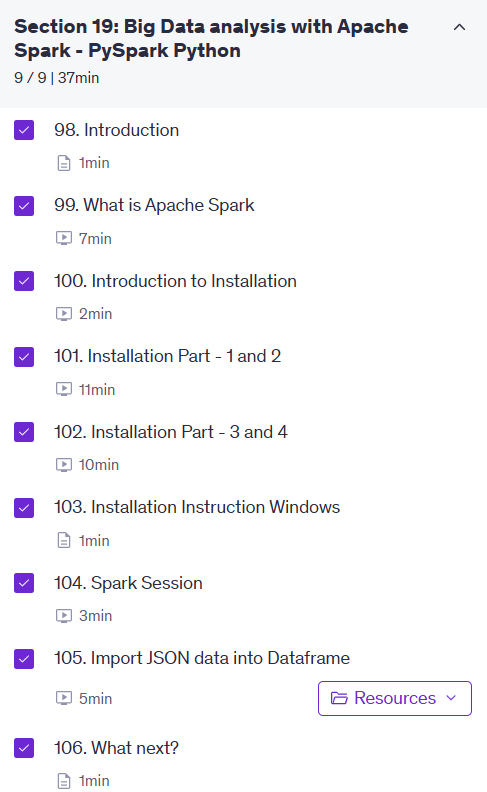 Section 19: Big Data analysis with Apache
Spark - PySpark Python
9 / 9 | 37min
98. Introduction
1min
99. What is Apache Spark
7min
100. Introduction to Installation
2min
101. Installation Part - 1 and 2
11min
102. Installation Part - 3 and 4
10min
103. Installation Instruction Windows
1min
104. Spark Session
3min
105. Import JSON data into Dataframe
5min
Resources
106. What next?
1min